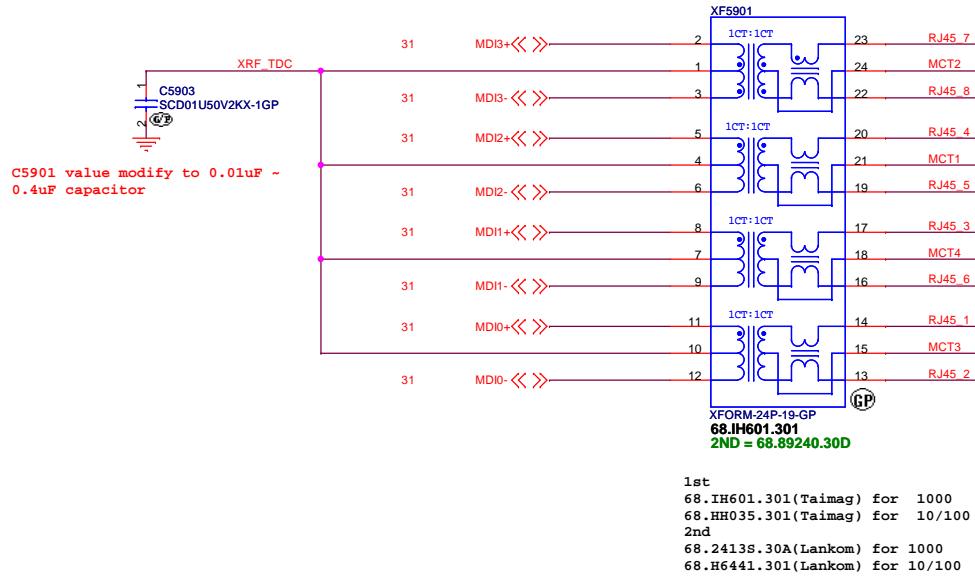 XF5901
1CT:1CT
31 MDI3+ 2 23 RJ45_7
XRF_TDC 1 24 MCT2
31 MDI3- 3 22 RJ45_8
1
C5903
SCD01U50V2KX-1GP
2 G/P
C5901 value modify to 0.01uF ~
0.4uF capacitor
1CT:1CT
31 MDI2+ 5 20 RJ45_4
4 21 MCT1
31 MDI2- 6 19 RJ45_5
1CT:1CT
31 MDI1+ 8 17 RJ45_3
7 18 MCT4
31 MDI1- 9 16 RJ45_6
1CT:1CT
31 MDI0+ 11 14 RJ45_1
10 15 MCT3
31 MDI0- 12 13 RJ45_2
GP
XFORM-24P-19-GP
68.IH601.301
2ND = 68.89240.30D
1st
68.IH601.301(Taimag) for 1000
68.HH035.301(Taimag) for 10/100
2nd
68.2413S.30A(Lankom) for 1000
68.H6441.301(Lankom) for 10/100